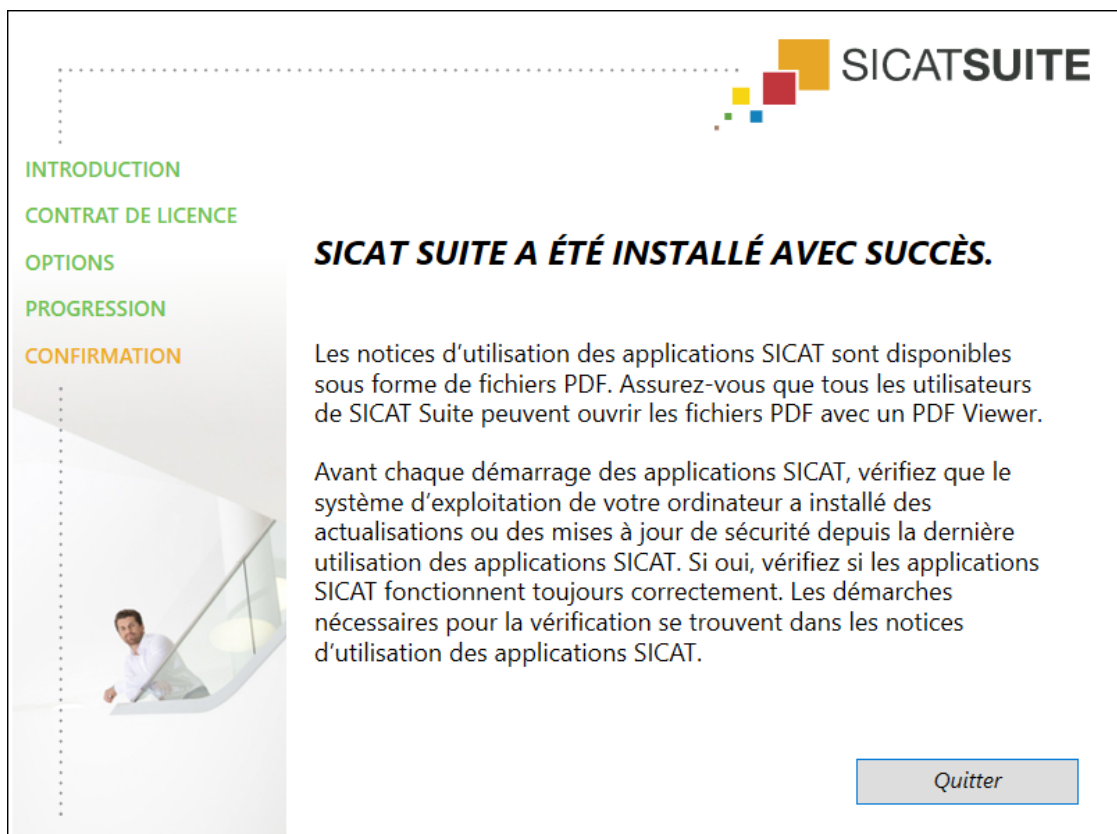 SICATSUITE
INTRODUCTION
CONTRAT DE LICENCE
OPTIONS
PROGRESSION
CONFIRMATION
SICAT SUITE A ÉTÉ INSTALLÉ AVEC SUCCÈS.
Les notices d’utilisation des applications SICAT sont disponibles
sous forme de fichiers PDF. Assurez-vous que tous les utilisateurs
de SICAT Suite peuvent ouvrir les fichiers PDF avec un PDF Viewer.
Avant chaque démarrage des applications SICAT, vérifiez que le
système d’exploitation de votre ordinateur a installé des
actualisations ou des mises à jour de sécurité depuis la dernière
utilisation des applications SICAT. Si oui, vérifiez si les applications
SICAT fonctionnent toujours correctement. Les démarches
nécessaires pour la vérification se trouvent dans les notices
d’utilisation des applications SICAT.
Quitter